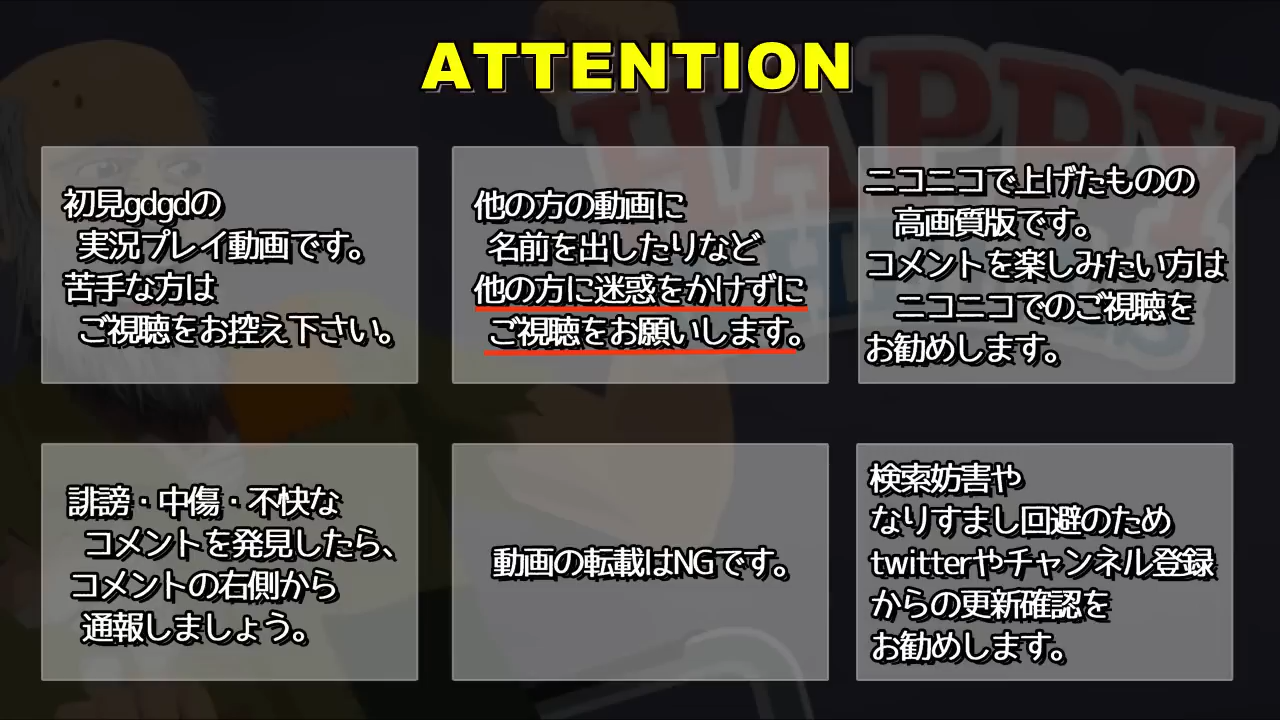 ATTENTION
初見gdgdの
実況プレイ動画です。
苦手な方は
ご視聴をお控え下さい。
他の方の動画に
名前を出したりなど
他の方に迷惑をかけずに
ご視聴をお願いします。
ニコニコで上げたものの
高画質版です。
コメントを楽しみたい方は
ニコニコでのご視聴を
お勧めします。
誹謗・中傷・不快な
コメントを発見したら、
コメントの右側から
通報しましょう。
動画の転載はNGです。
検索妨害や
なりすまし回避のため
twitterやチャンネル登録
からの更新確認を
お勧めします。
HAPPY